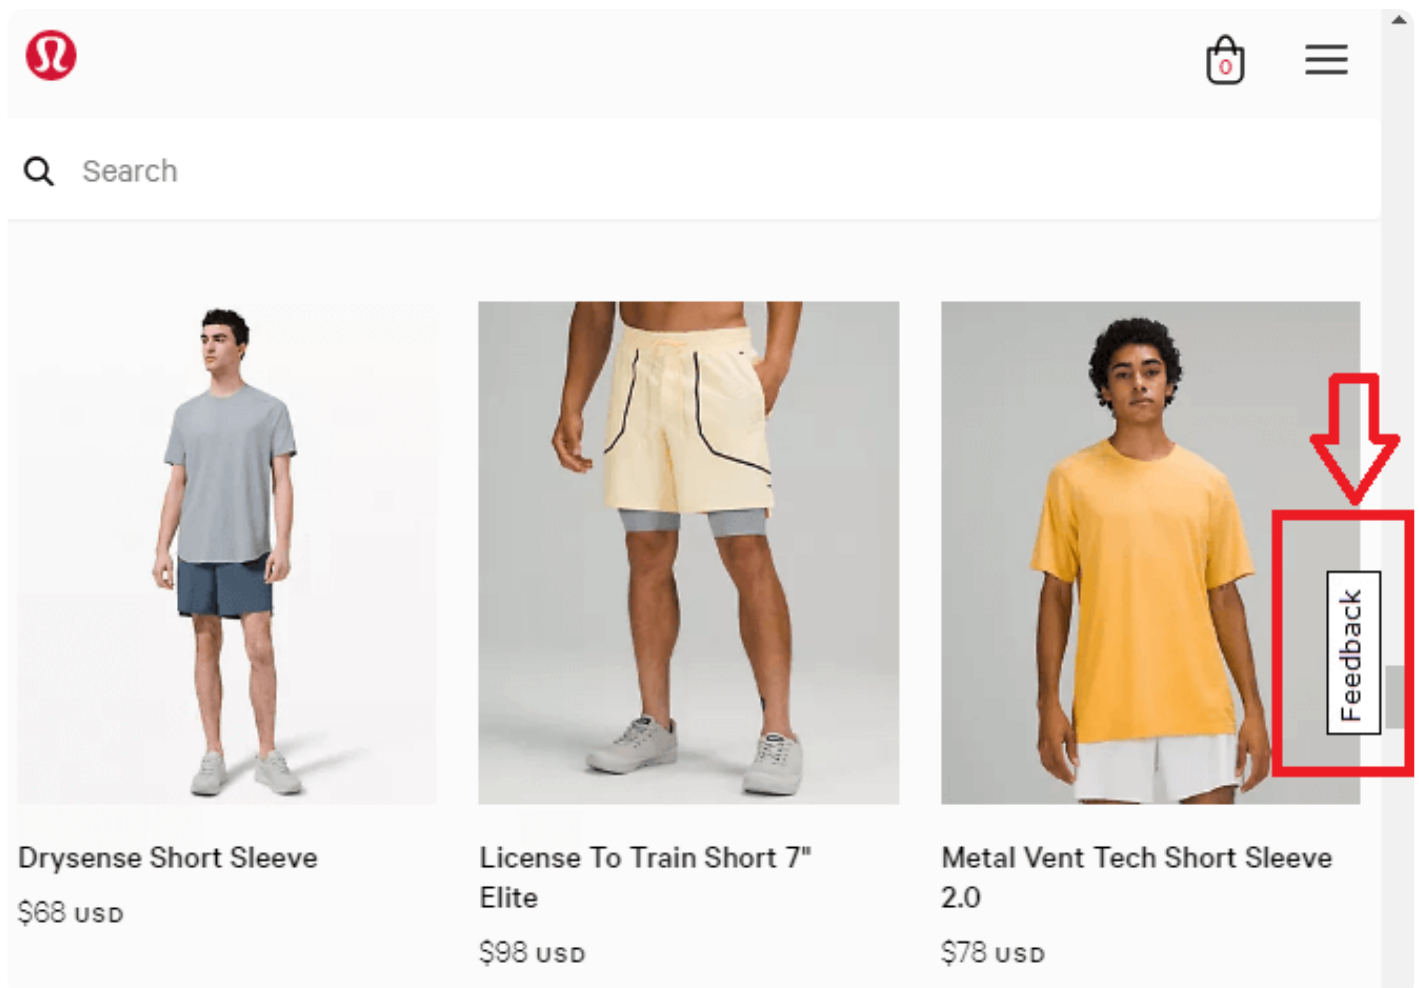 0
Search
Feedback
Drysense Short Sleeve
$68 USD
License To Train Short 7"
Elite
$98 USD
Metal Vent Tech Short Sleeve
2.0
$78 USD